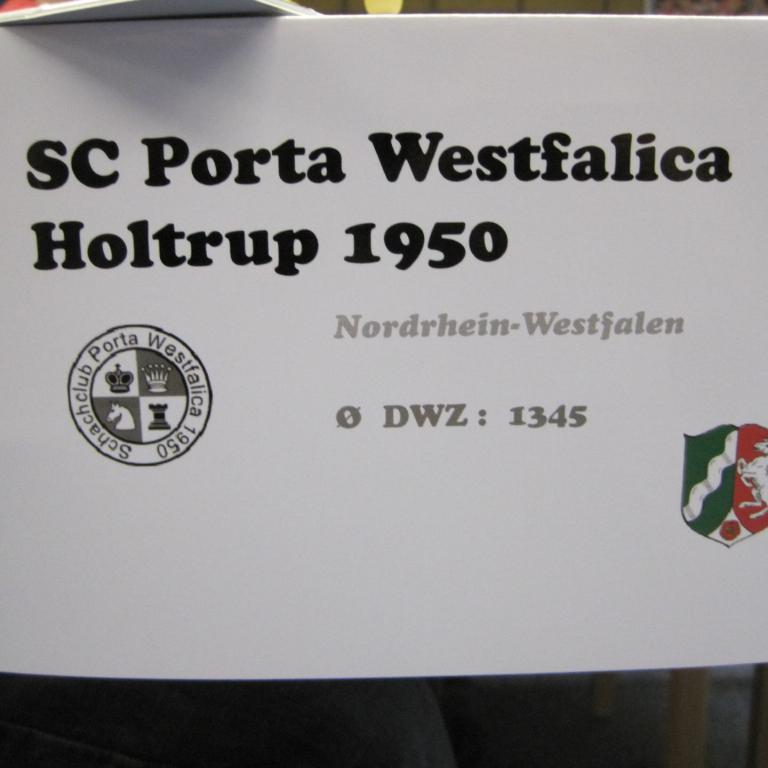 SC Porta Westfalica
Holtrup 1950
Nordrhein-Westfalen
Schachclub Porta Westfalica 1950
Ø DWZ: 1345